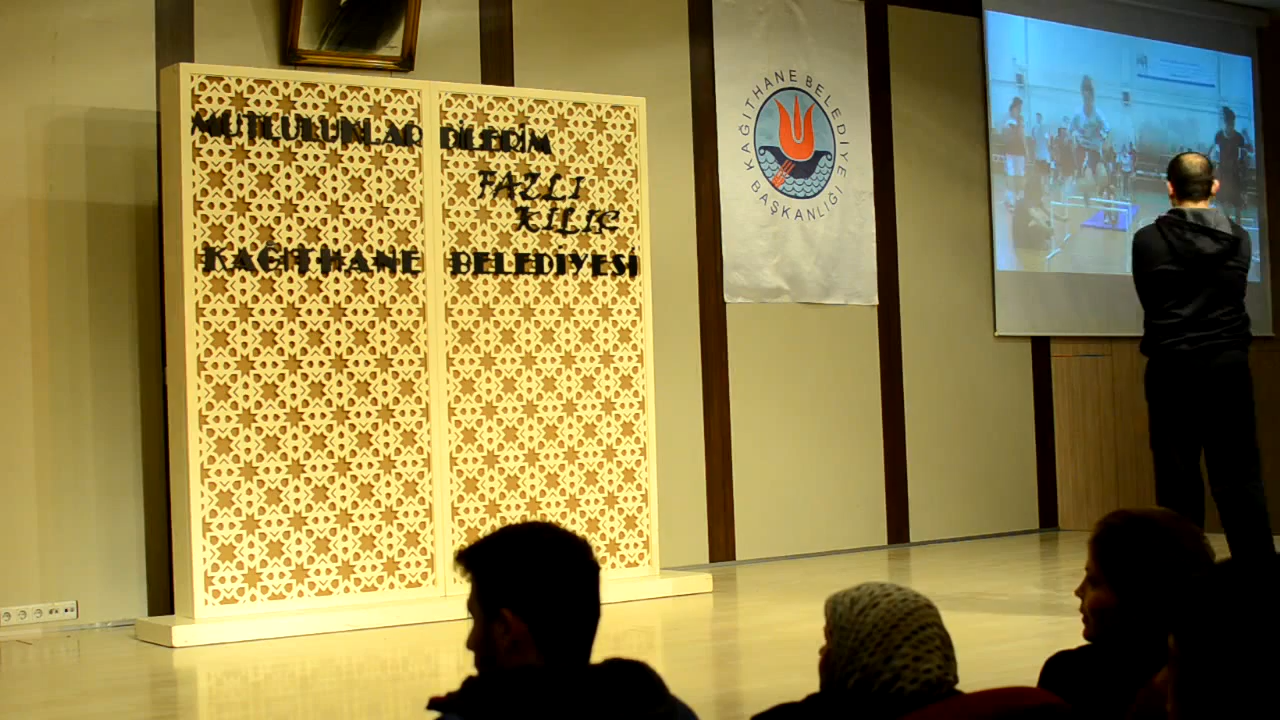 MUTLULUKLAR DİLERİM
FAZLI
KILIÇ
KAĞITHANE BELEDİYESİ
KAĞITHANE BELEDİYE
BAŞKANLIĞI